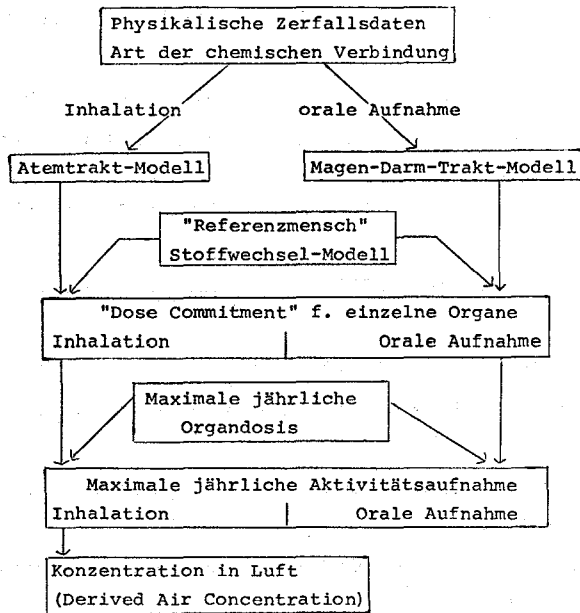 Physikalische Zerfallsdaten
Art der chemischen Verbindung
Inhalation orale Aufnahme
Atemtrakt-Modell Magen-Darm-Trakt-Modell
"Referenzmensch"
Stoffwechsel-Modell
"Dose Commitment" f. einzelne Organe
Inhalation Orale Aufnahme
Maximale jährliche
Organdosis
Maximale jährliche Aktivitätsaufnahme
Inhalation Orale Aufnahme
Konzentration in Luft
(Derived Air Concentration)